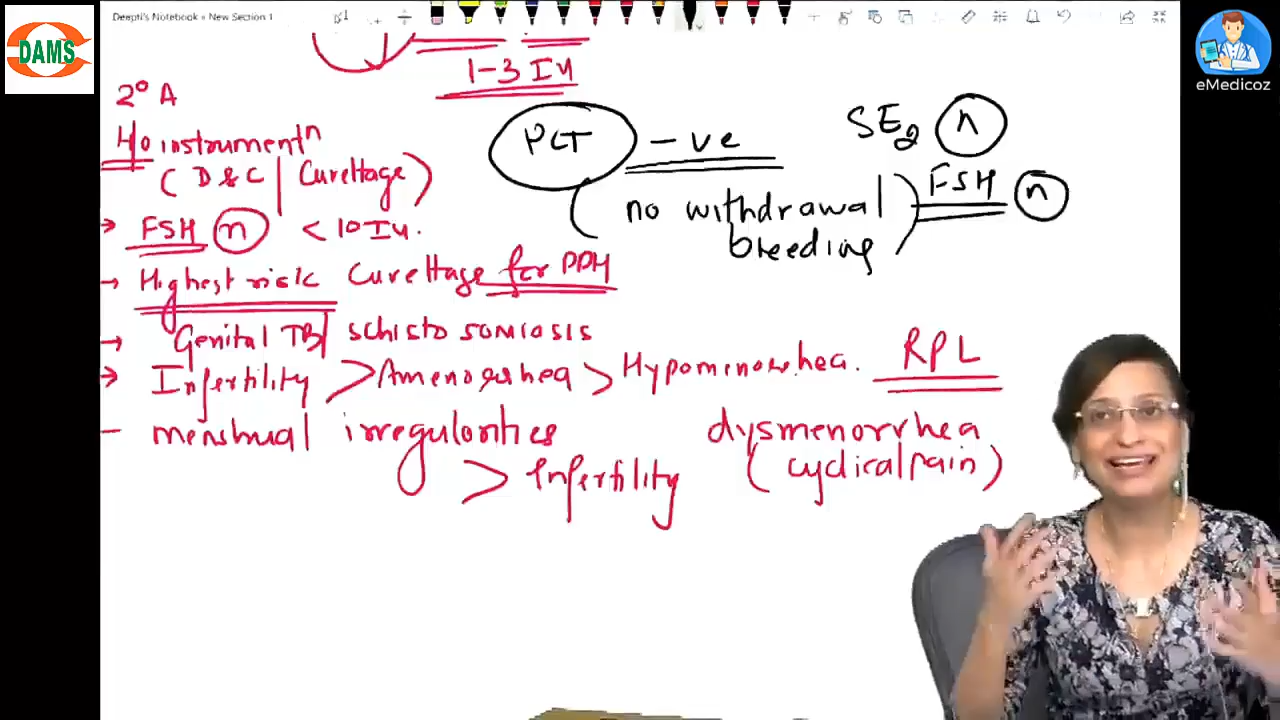 Deepti's Notebook « New Section 1
DAMS
eMedicoz
1-3 IU
2° A
H/o instrumentⁿ
( D & C | Curettage )
→ FSH n < 10 IU.
→ Highest risk Curettage for PPH
→ Genital TB/ schisto somiosis
→ Infertility > Amenorrhea > Hypomenorrhea. RPL
- menstrual irregularities
> Infertility
dysmenorrhea
( cyclical pain )
PCT - ve
( no withdrawal bleeding )
SE₂ n
FSH n